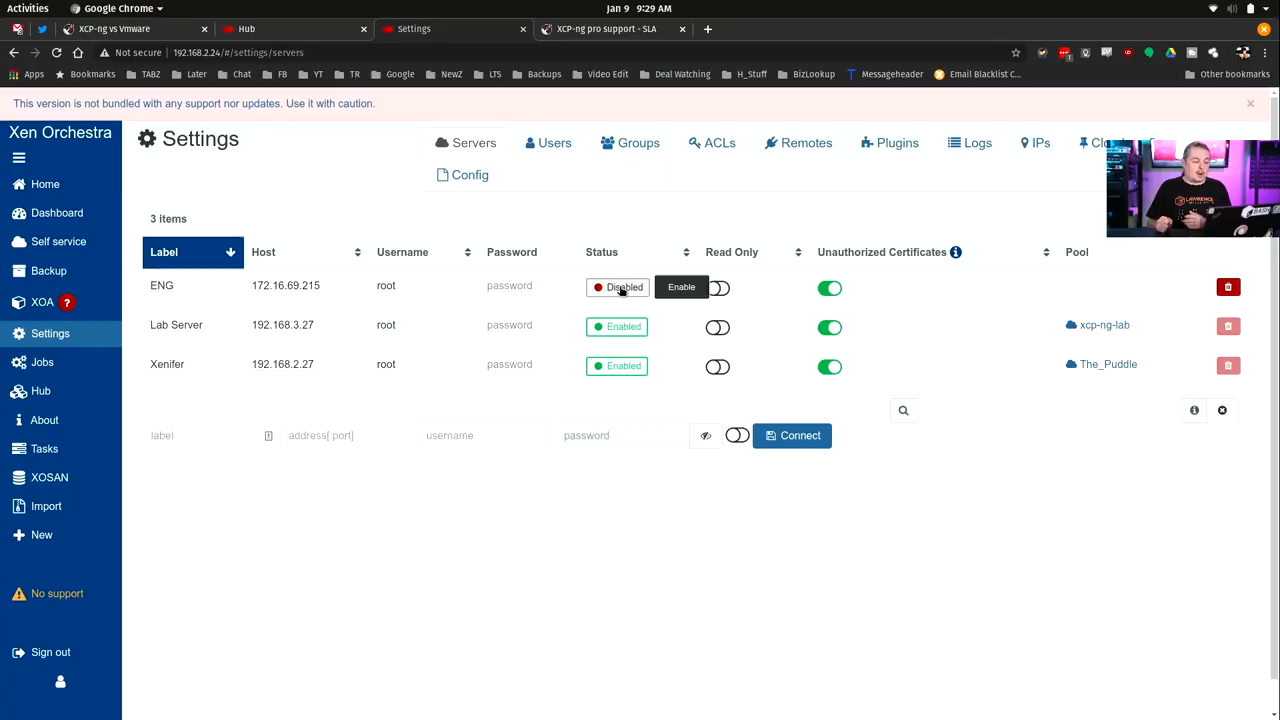 Activities
Google Chrome
Jan 9 9:29 AM
XCP-ng vs Vmware
Hub
Settings
XCP-ng pro support - SLA
Not secure
192.168.2.24/#/settings/servers
Apps
Bookmarks
TABZ
Later
Chat
FB
YT
TR
Google
NewZ
LTS
Backups
Video Edit
Deal Watching
H_Stuff
BizLookup
Messageheader
Email Blacklist C...
Other bookmarks
This version is not bundled with any support nor updates. Use it with caution.
Xen Orchestra
Home
Dashboard
Self service
Backup
XOA ?
Settings
Jobs
Hub
About
Tasks
XOSAN
Import
New
No support
Sign out
Settings
Servers
Users
Groups
ACLs
Remotes
Plugins
Logs
IPs
Config
LAWRENCE
3 items
Label Host Username Password Status Read Only Unauthorized Certificates Pool
ENG 172.16.69.215 root password Disabled Enable
Lab Server 192.168.3.27 root password Enabled xcp-ng-lab
Xenifer 192.168.2.27 root password Enabled The_Puddle
label address[:port] username password Connect